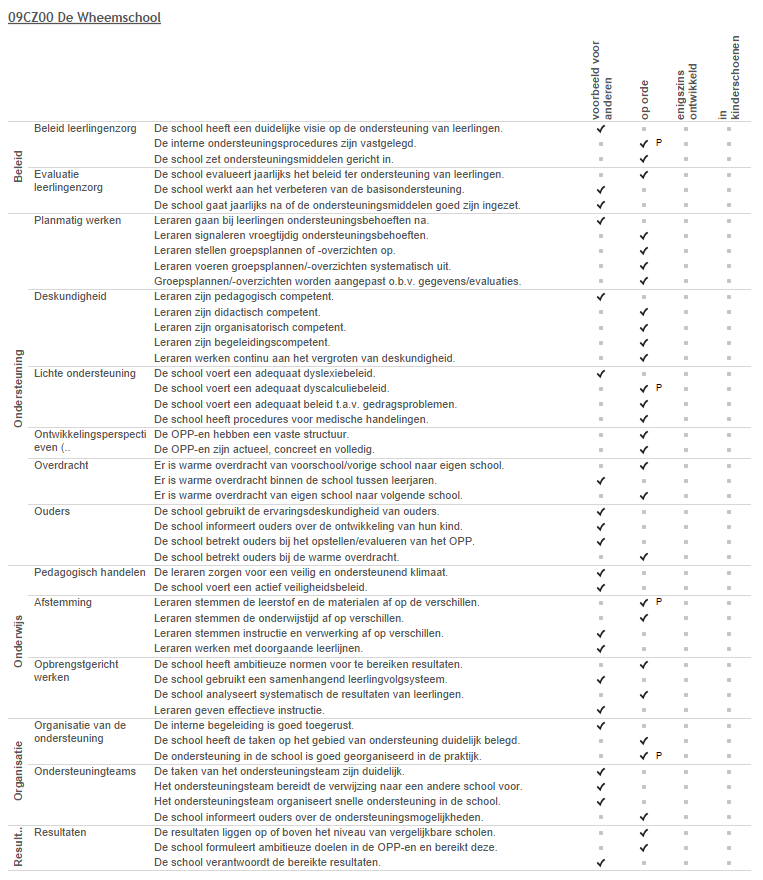 09CZ00 De Wheemschool
voorbeeld voor
anderen
op orde
enigszins
ontwikkeld
in
kinderschoenen
Beleid
Beleid leerlingenzorg
De school heeft een duidelijke visie op de ondersteuning van leerlingen.
De interne ondersteuningsprocedures zijn vastgelegd. P
De school zet ondersteuningsmiddelen gericht in.
Evaluatie
leerlingenzorg
De school evalueert jaarlijks het beleid ter ondersteuning van leerlingen.
De school werkt aan het verbeteren van de basisondersteuning.
De school gaat jaarlijks na of de ondersteuningsmiddelen goed zijn ingezet.
Ondersteuning
Planmatig werken
Leraren gaan bij leerlingen ondersteuningsbehoeften na.
Leraren signaleren vroegtijdig ondersteuningsbehoeften.
Leraren stellen groepsplannen of -overzichten op.
Leraren voeren groepsplannen/-overzichten systematisch uit.
Groepsplannen/-overzichten worden aangepast o.b.v. gegevens/evaluaties.
Deskundigheid
Leraren zijn pedagogisch competent.
Leraren zijn didactisch competent.
Leraren zijn organisatorisch competent.
Leraren zijn begeleidingscompetent.
Leraren werken continu aan het vergroten van deskundigheid.
Lichte ondersteuning
De school voert een adequaat dyslexiebeleid.
De school voert een adequaat dyscalculiebeleid. P
De school voert een adequaat beleid t.a.v. gedragsproblemen.
De school heeft procedures voor medische handelingen.
Ontwikkelingsperspecti
even (..
De OPP-en hebben een vaste structuur.
De OPP-en zijn actueel, concreet en volledig.
Overdracht
Er is warme overdracht van voorschool/vorige school naar eigen school.
Er is warme overdracht binnen de school tussen leerjaren.
Er is warme overdracht van eigen school naar volgende school.
Ouders
De school gebruikt de ervaringsdeskundigheid van ouders.
De school informeert ouders over de ontwikkeling van hun kind.
De school betrekt ouders bij het opstellen/evalueren van het OPP.
De school betrekt ouders bij de warme overdracht.
Onderwijs
Pedagogisch handelen
De leraren zorgen voor een veilig en ondersteunend klimaat.
De school voert een actief veiligheidsbeleid.
Afstemming
Leraren stemmen de leerstof en de materialen af op de verschillen. P
Leraren stemmen de onderwijstijd af op verschillen.
Leraren stemmen instructie en verwerking af op verschillen.
Leraren werken met doorgaande leerlijnen.
Opbrengstgericht
werken
De school heeft ambitieuze normen voor te bereiken resultaten.
De school gebruikt een samenhangend leerlingvolgsysteem.
De school analyseert systematisch de resultaten van leerlingen.
Leraren geven effectieve instructie.
Organisatie
Organisatie van de
ondersteuning
De interne begeleiding is goed toegerust.
De school heeft de taken op het gebied van ondersteuning duidelijk belegd.
De ondersteuning in de school is goed georganiseerd in de praktijk. P
Ondersteuningteams
De taken van het ondersteuningsteam zijn duidelijk.
Het ondersteuningsteam bereidt de verwijzing naar een andere school voor.
Het ondersteuningsteam organiseert snelle ondersteuning in de school.
De school informeert ouders over de ondersteuningsmogelijkheden.
Result..
Resultaten
De resultaten liggen op of boven het niveau van vergelijkbare scholen.
De school formuleert ambitieuze doelen in de OPP-en en bereikt deze.
De school verantwoordt de bereikte resultaten.